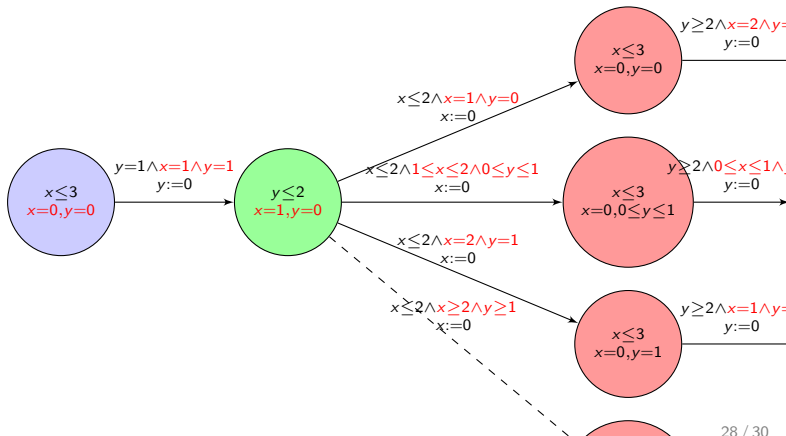 y≥2∧x=2∧y=
y:=0
x≤3
x=0,y=0
x≤2∧x=1∧y=0
x:=0
y=1∧x=1∧y=1
y:=0
x≤2∧1≤x≤2∧0≤y≤1
x:=0
y≥2∧0≤x≤1∧
y:=0
x≤3
x=0,y=0
y≤2
x=1,y=0
x≤3
x=0,0≤y≤1
x≤2∧x=2∧y=1
x:=0
x≤2∧x≥2∧y≥1
x:=0
y≥2∧x=1∧y=
y:=0
x≤3
x=0,y=1
28 / 30